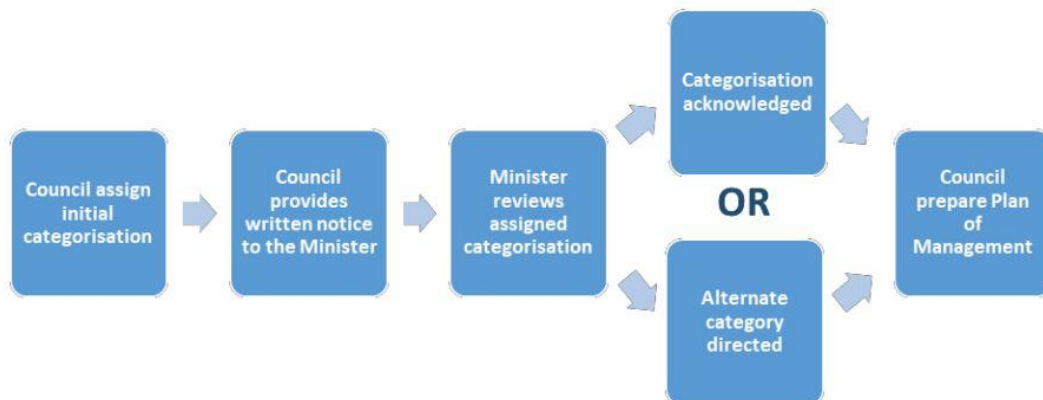 Council assign
initial
categorisation
Council
provides
written notice
to the Minister
Minister
reviews
assigned
categorisation
Categorisation
acknowledged
OR
Alternate
category
directed
Council
prepare Plan
of
Management